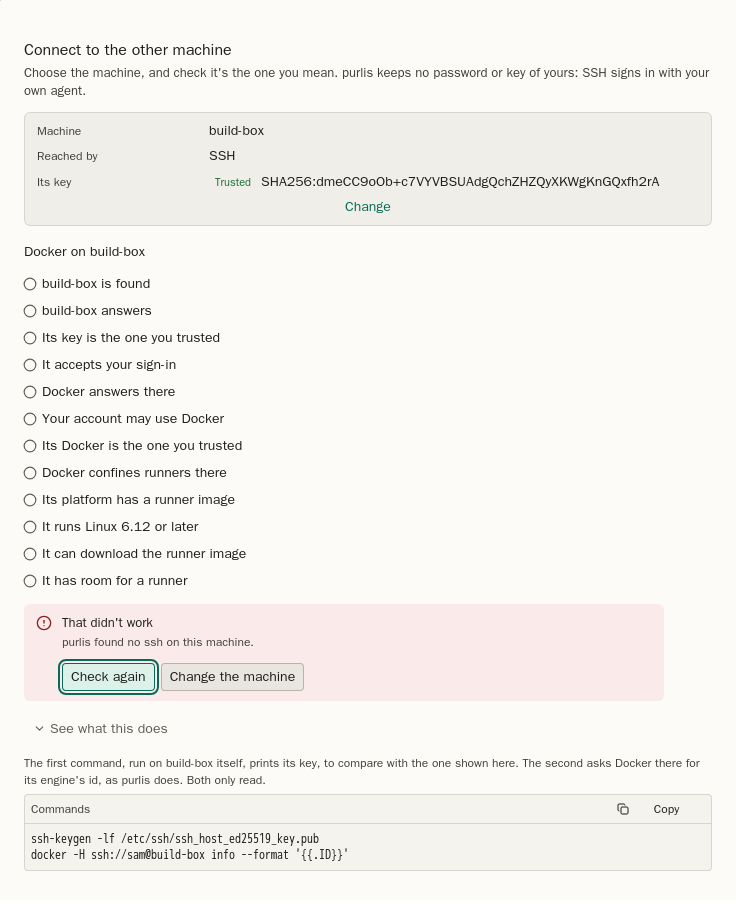 Connect to the other machine
Choose the machine, and check it's the one you mean. purlis keeps no password or key of yours: SSH signs in with your
own agent.
Machine build-box
Reached by SSH
Its key Trusted SHA256:dmeCC9oOb+c7VYVBSUAdgQchZHZQyXKWgKnGQxfh2rA
Change
Docker on build-box
build-box is found
build-box answers
Its key is the one you trusted
It accepts your sign-in
Docker answers there
Your account may use Docker
Its Docker is the one you trusted
Docker confines runners there
Its platform has a runner image
It runs Linux 6.12 or later
It can download the runner image
It has room for a runner
That didn't work
purlis found no ssh on this machine.
Check again Change the machine
See what this does
The first command, run on build-box itself, prints its key, to compare with the one shown here. The second asks Docker there for
its engine's id, as purlis does. Both only read.
Commands Copy
ssh-keygen -lf /etc/ssh/ssh_host_ed25519_key.pub
docker -H ssh://sam@build-box info --format '{{.ID}}'